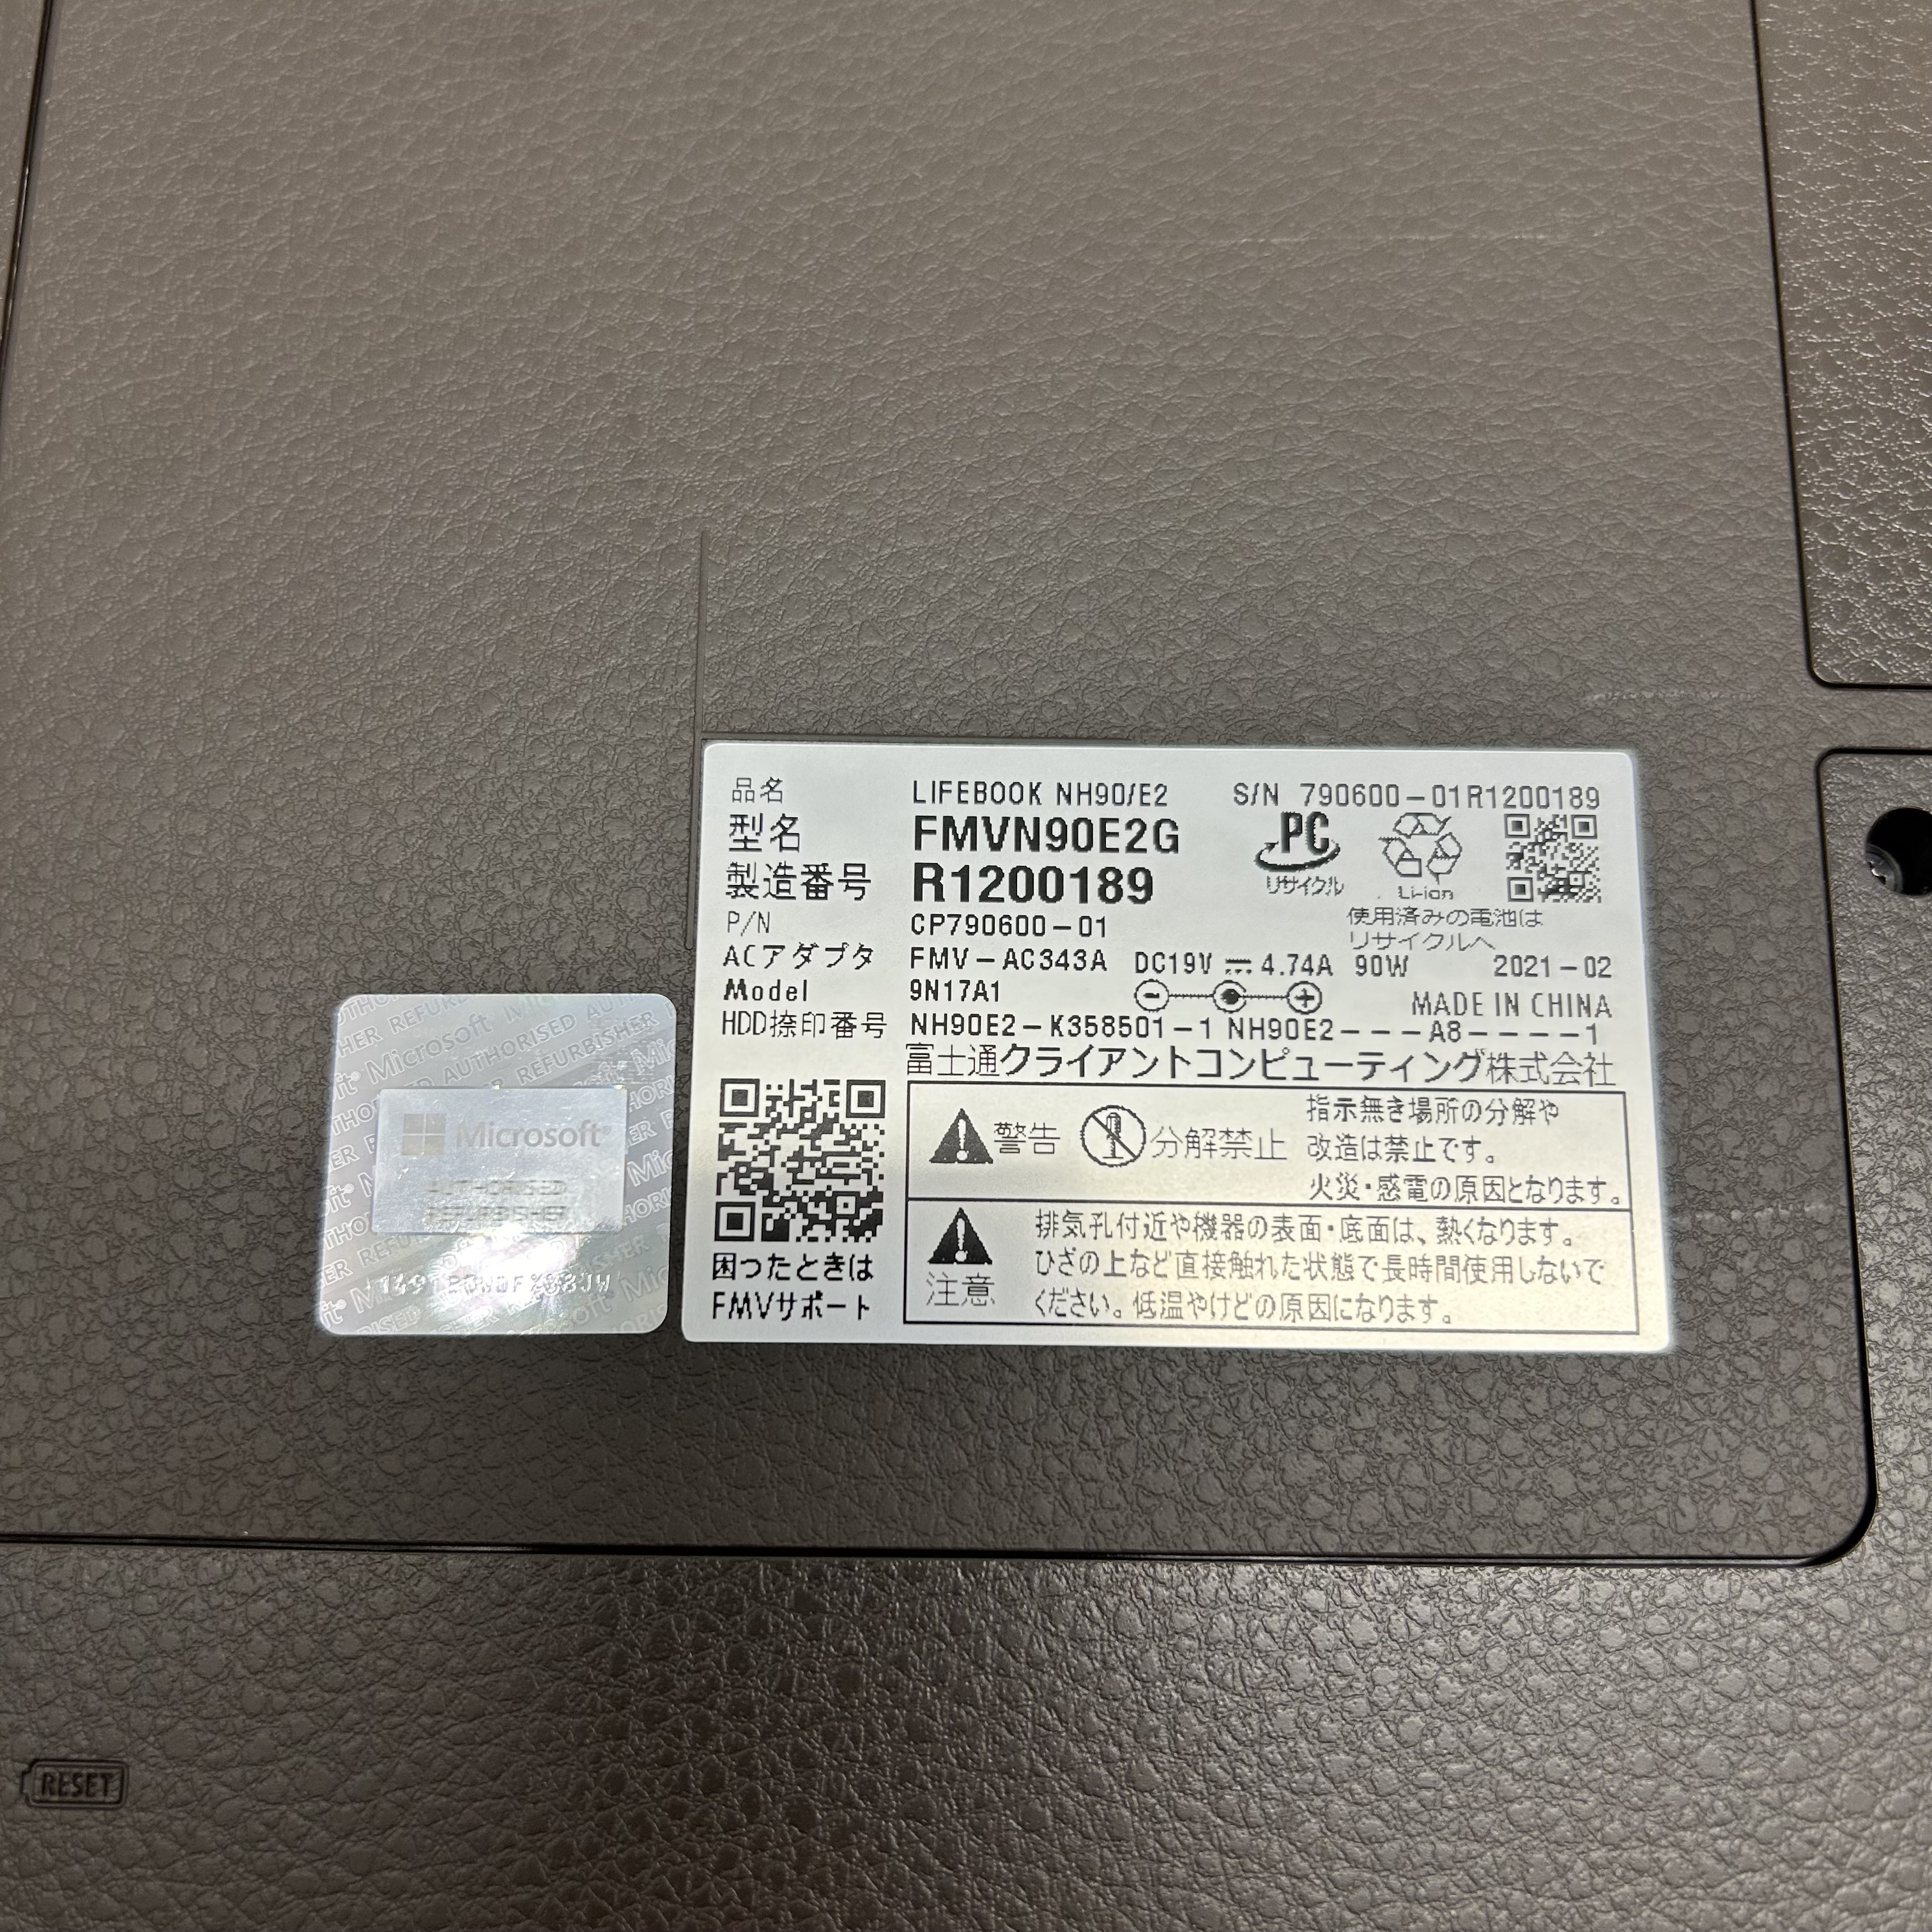 品名 LIFEBOOK NH90/E2 S/N 790600-01R1200189
型名 FMVN90E2G
製造番号 R1200189
PC
リサイクル
Li-ion
P/N CP790600-01
使用済みの電池は
リサイクルへ
ACアダプタ FMV-AC343A DC19V 4.74A 90W 2021-02
Model 9N17A1
MADE IN CHINA
HDD捺印番号 NH90E2-K358501-1 NH90E2---A8----1
富士通クライアントコンピューティング株式会社
警告 分解禁止
指示無き場所の分解や
改造は禁止です。
火災・感電の原因となります。
注意
排気孔付近や機器の表面・底面は、熱くなります。
ひざの上など直接触れた状態で長時間使用しないで
ください。低温やけどの原因になります。
困ったときは
FMVサポート
Microsoft
AUTHORISED
REFURBISHER
RESET